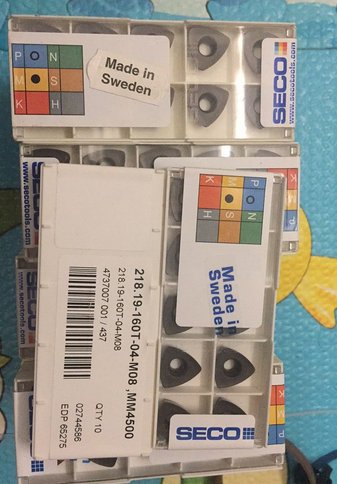 P O N
M S
K H
Made in
Sweden
SECO
www.secotools.com
www.secotools.com
K M P
218.19-160T-04-M08 ,MM4500
218.19-160T-04-M08
4737007 001 / 437
QTY 10
02744586
EDP 65275
P O N
M S
K H
Made in
Sweden
SECO
K M P